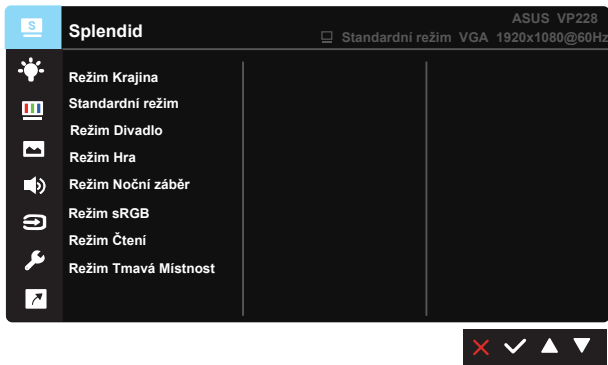 S
Splendid
ASUS VP228
Standardní režim VGA 1920x1080@60Hz
Režim Krajina
Standardní režim
Režim Divadlo
Režim Hra
Režim Noční záběr
Režim sRGB
Režim Čtení
Režim Tmavá Místnost